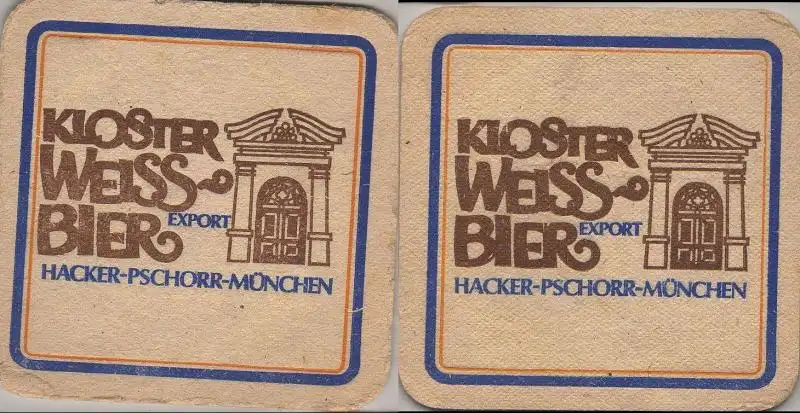 KLOSTER
WEISS-
BIER
EXPORT
HACKER-PSCHORR-MÜNCHEN
KLOSTER
WEISS-
BIER
EXPORT
HACKER-PSCHORR-MÜNCHEN